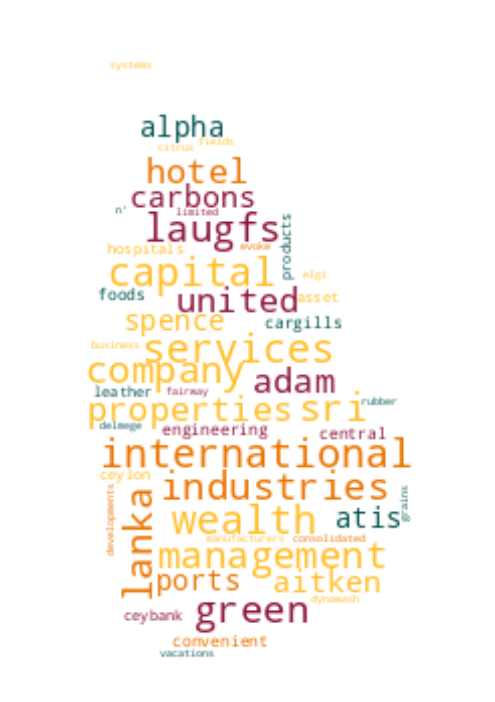 systems
alpha
citrus fields
hotel
carbons
n' limited
laugfs products
hospitals evoke
capital elgi
foods united asset
spence cargills
business services
company adam
leather fairway rubber
properties sri
delmege engineering central
international
ceylon industries
developments lanka wealth atis grains
manufacturers consolidated
management
ports aitken
dynawash
ceybank green
convenient
vacations